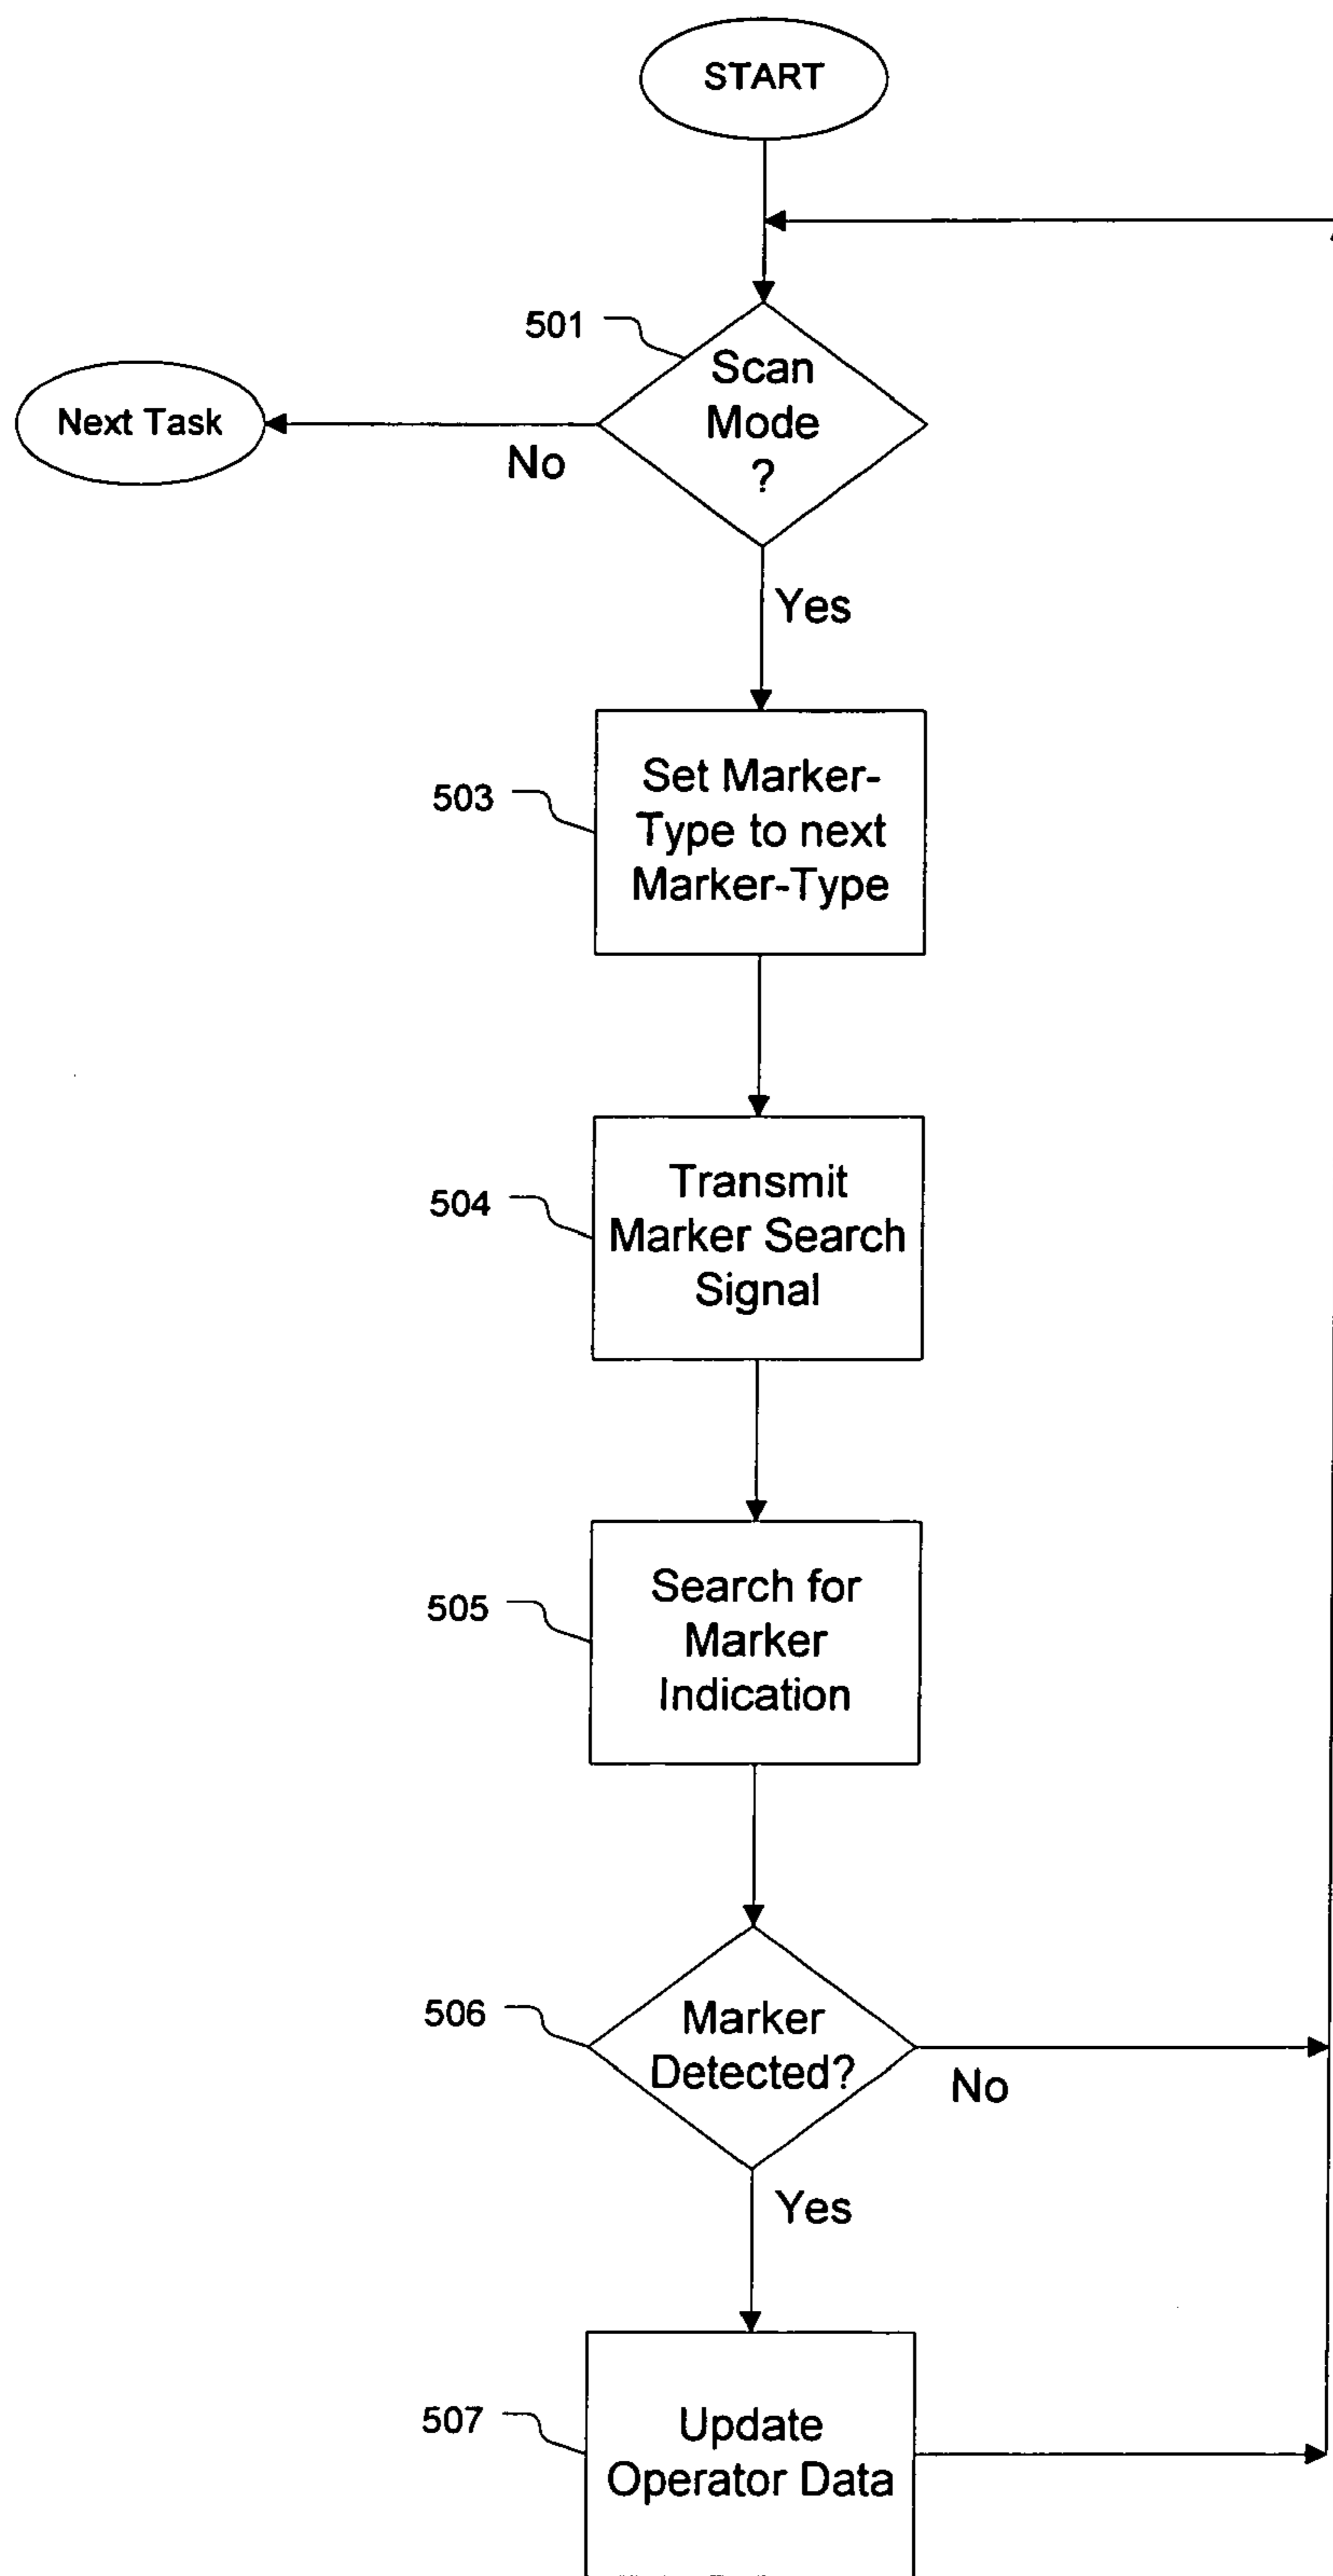 START
501
Scan
Mode
?
Next Task
No
Yes
503
Set Marker-
Type to next
Marker-Type
504
Transmit
Marker Search
Signal
505
Search for
Marker
Indication
506
Marker
Detected?
No
Yes
507
Update
Operator Data